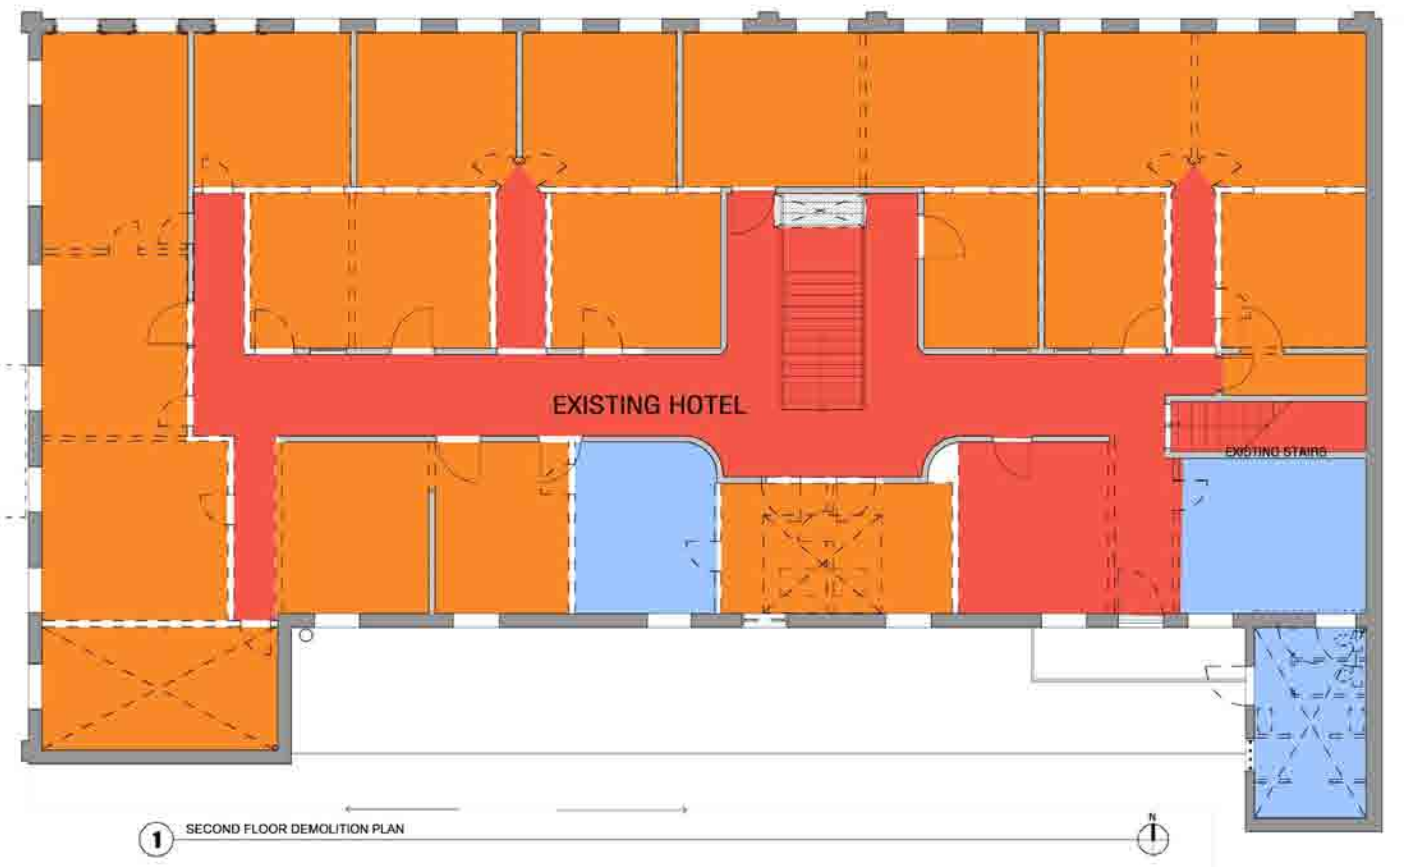 EXISTING HOTEL
EXISTING STAIRS
N
1
SECOND FLOOR DEMOLITION PLAN